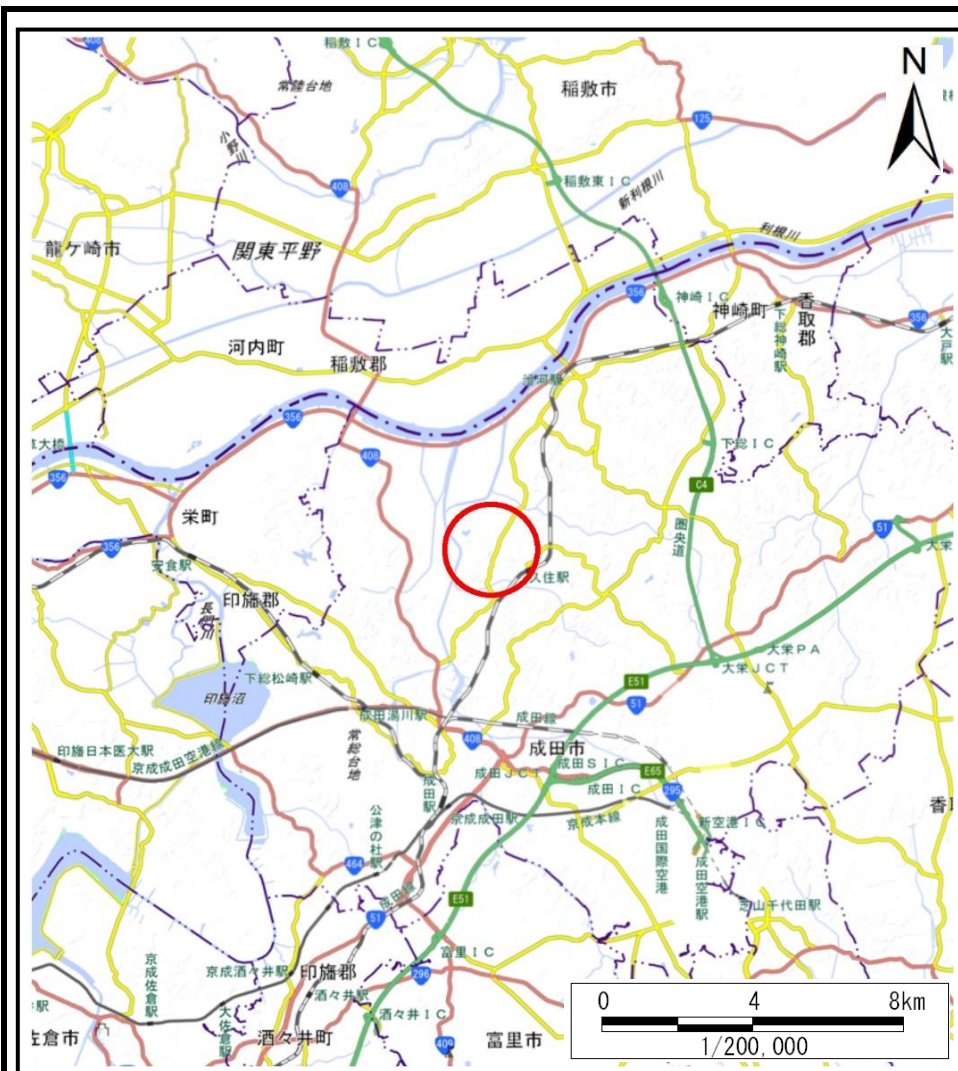 稲敷IC
408
常陸台地
稲敷市
N
小野川
125
408
稲敷東IC
新利根川
利根川
龍ケ崎市
関東平野
356
神崎IC
神崎町
香取郡
下総神崎駅
356
大戸駅
河内町
稲敷郡
滑河駅
356
408
下総IC
356
C4
栄町
圏央道
51
大栄
356
安食駅
久住駅
印旛郡
長門川
大栄PA
大栄JCT
下総松崎駅
E51
51
印旛沼
成田湯川駅
成田線
408
成田市
印旛日本医大駅
京成成田空港線
常総台地
成田JCT
成田SIC
E65
成田IC
295
成田駅
京成成田駅
京成本線
新空港IC
公津の杜駅
成田国際空港
成田空港駅
464
成田線
E51
芝山千代田駅
51
京成佐倉駅
京成酒々井駅
印旛郡
富里IC
296
酒々井駅
大佐倉駅
酒々井IC
佐倉市
酒々井町
409
富里市
0 4 8km
1/200,000